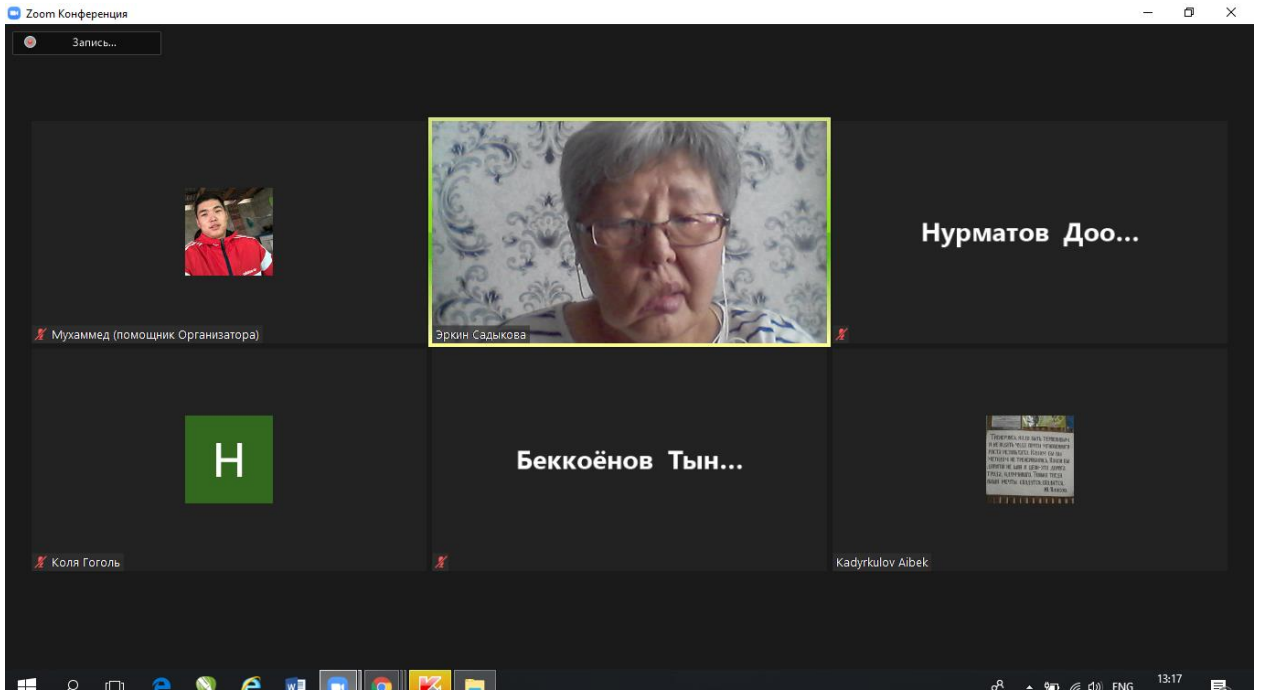 Zoom Конференция
Запись...
Мухаммед (помощник Организатора)
Эркин Садыкова
Нурматов Доо...
Н
Коля Гоголь
Беккоёнов Тын...
Kadyrkulov Aibek
ENG
13:17